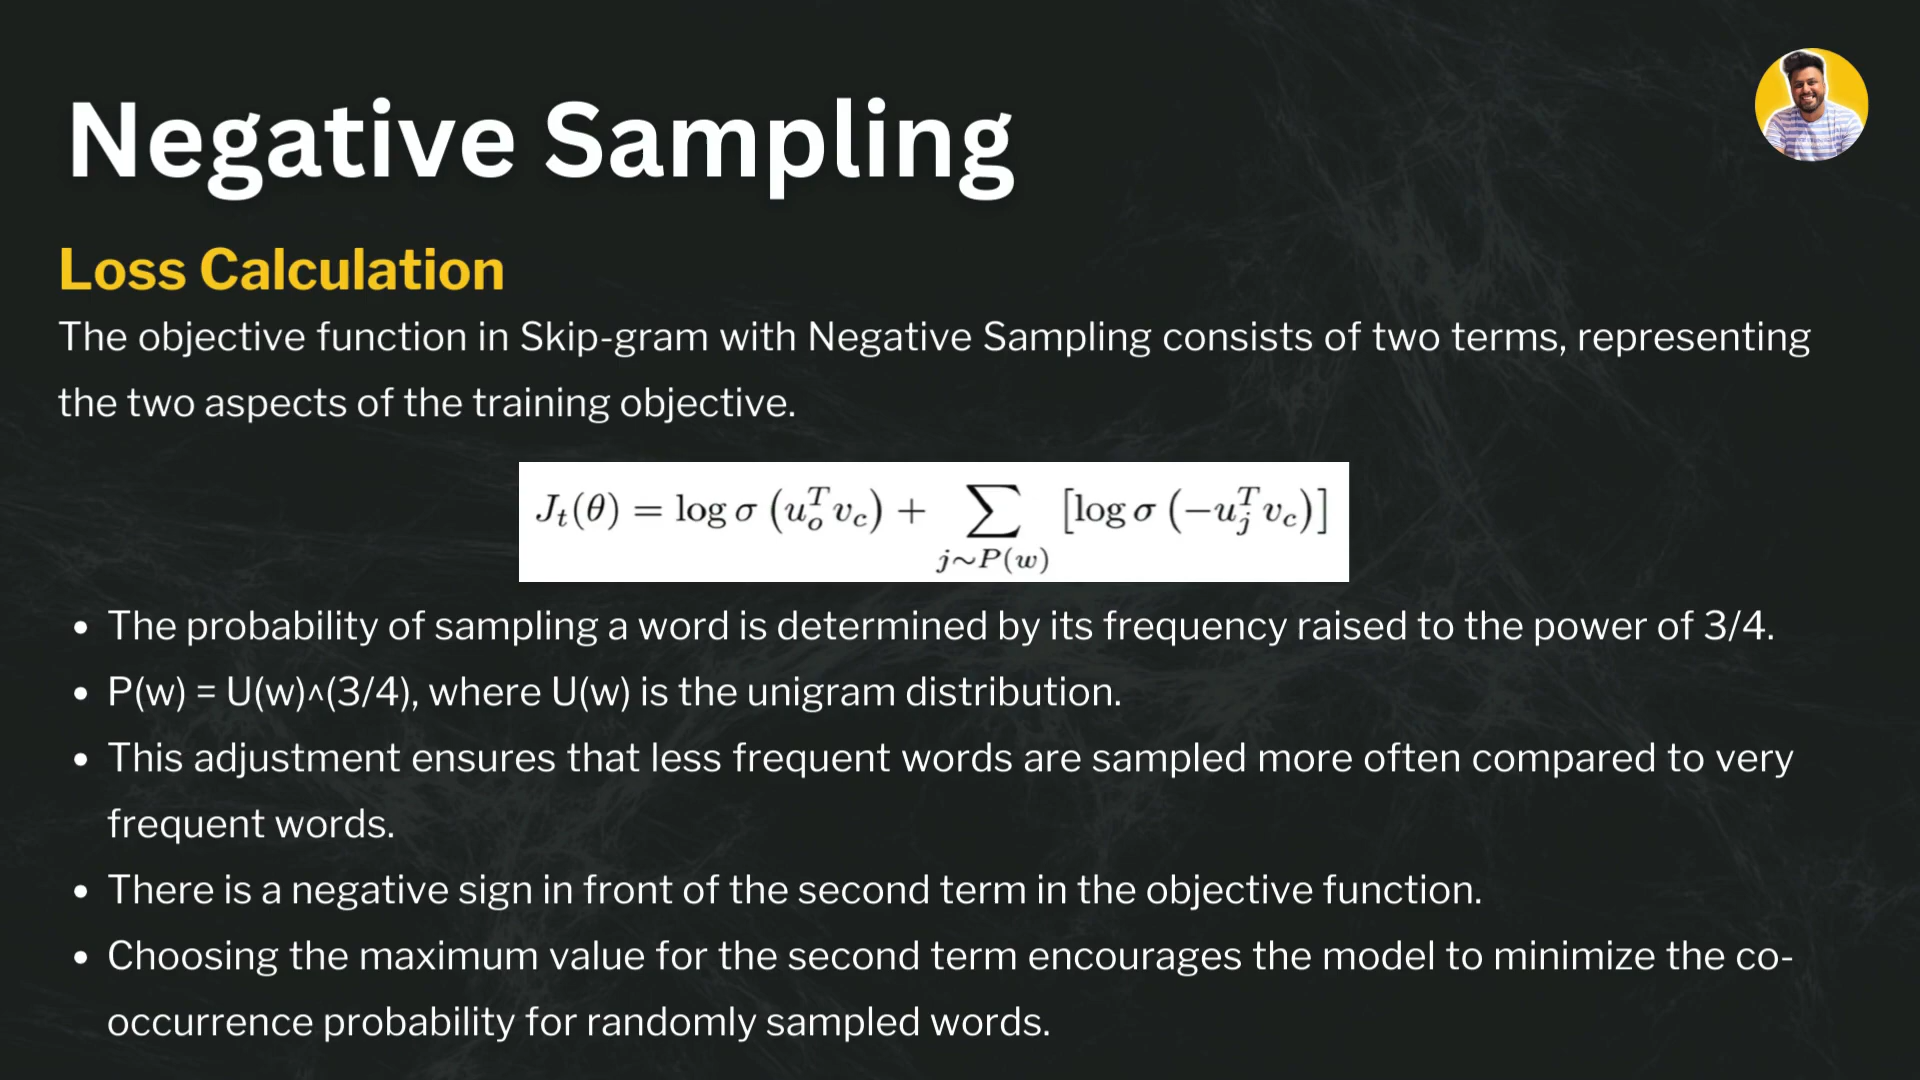 Negative Sampling
Loss Calculation
The objective function in Skip-gram with Negative Sampling consists of two terms, representing
the two aspects of the training objective.
J_t(θ) = log σ (u_o^T v_c) + ∑_{j∼P(w)} [log σ (−u_j^T v_c)]
• The probability of sampling a word is determined by its frequency raised to the power of 3/4.
• P(w) = U(w)^(3/4), where U(w) is the unigram distribution.
• This adjustment ensures that less frequent words are sampled more often compared to very
frequent words.
• There is a negative sign in front of the second term in the objective function.
• Choosing the maximum value for the second term encourages the model to minimize the co-
occurrence probability for randomly sampled words.